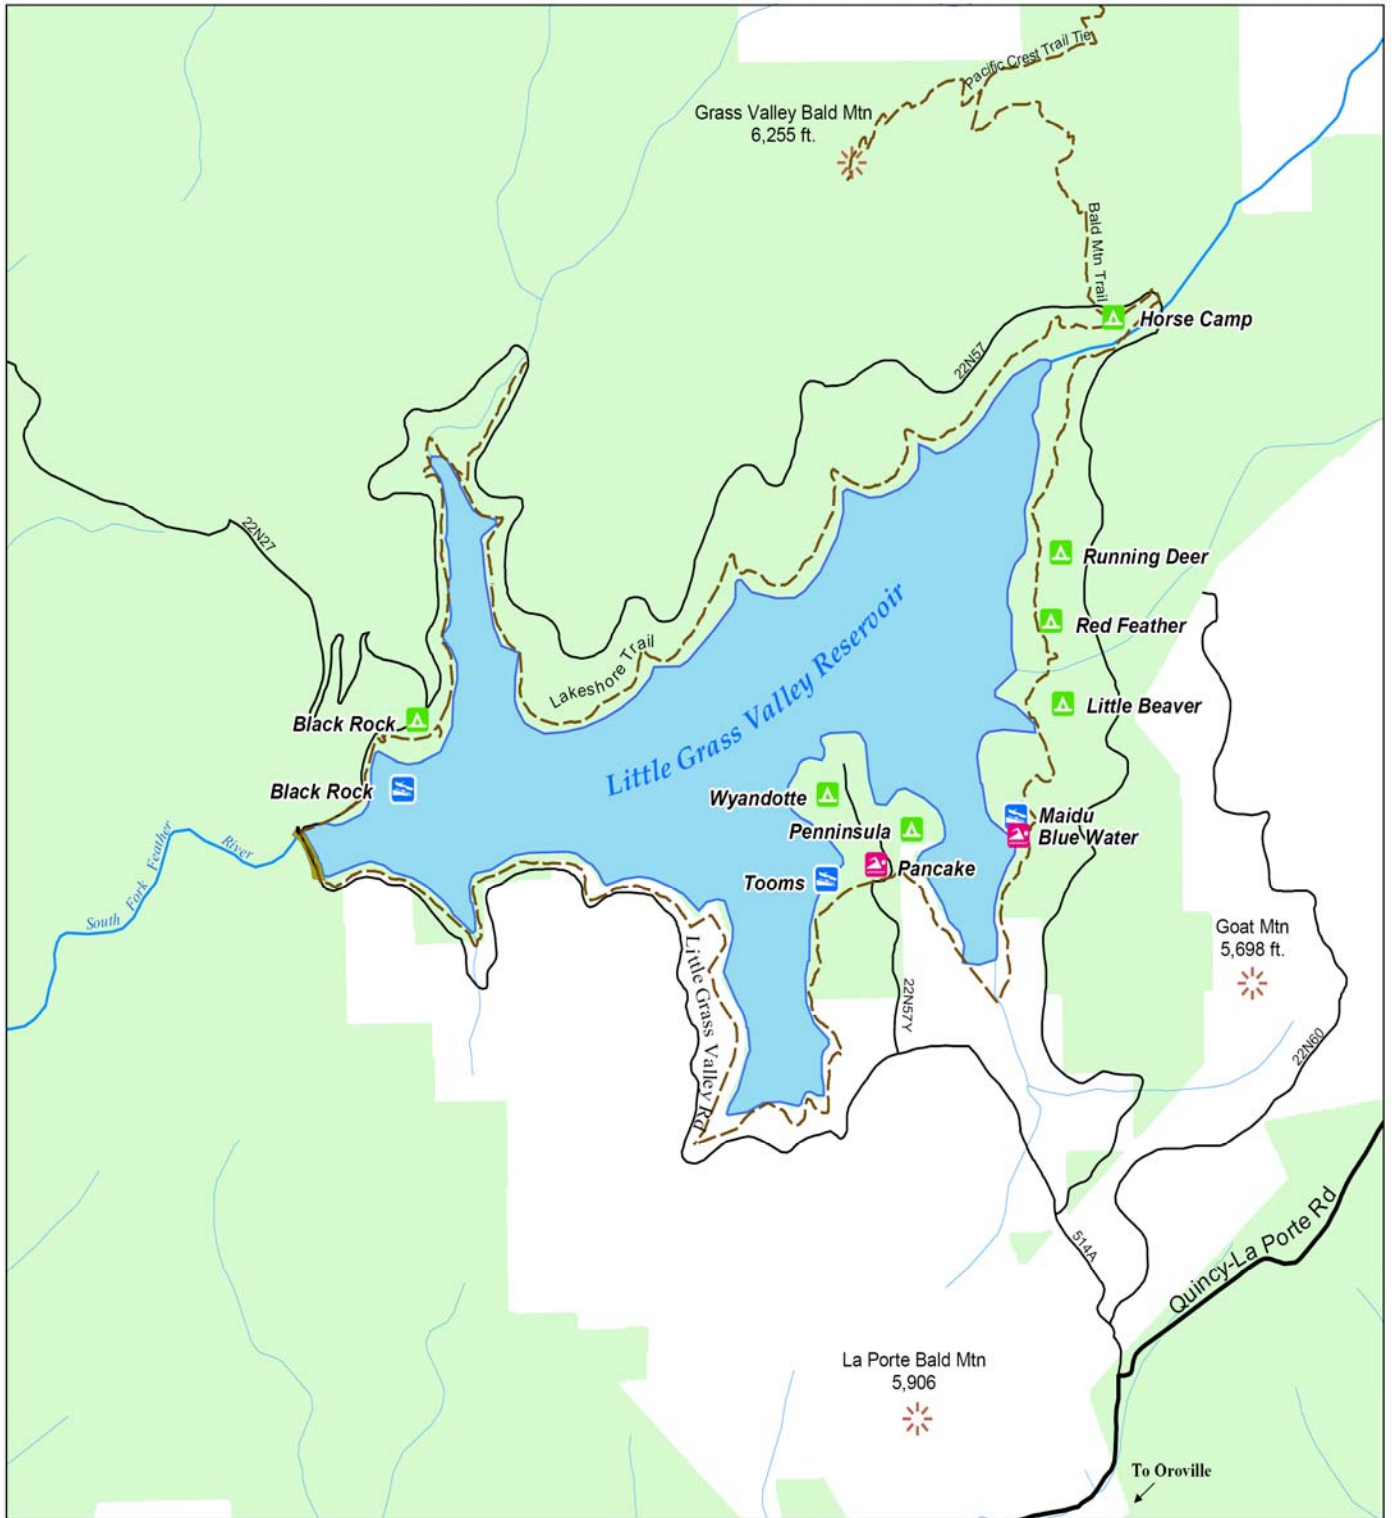 Pacific Crest Trail Tie
Grass Valley Bald Mtn
6,255 ft.
Bald Mtn Trail
Horse Camp
22N57
22N27
Running Deer
Red Feather
Lakeshore Trail
Little Grass Valley Reservoir
Little Beaver
Black Rock
Black Rock
Wyandotte
Penninsula
Maidu
Blue Water
Pancake
Tooms
South Fork Feather River
Goat Mtn
5,698 ft.
Little Grass Valley Rd
22N57Y
22N60
514A
Quincy-La Porte Rd
La Porte Bald Mtn
5,906
To Oroville